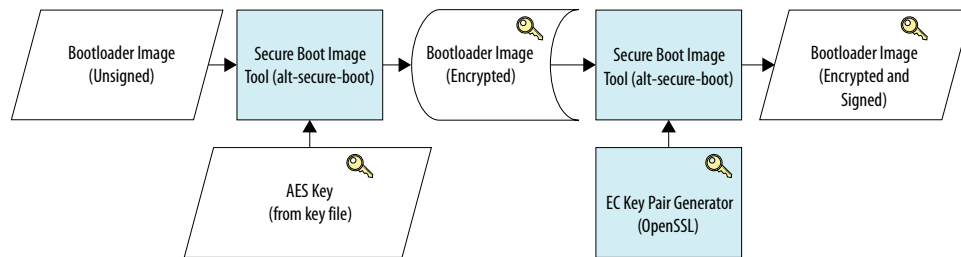 Bootloader Image
(Unsigned)
Secure Boot Image
Tool (alt-secure-boot)
Bootloader Image
(Encrypted)
Secure Boot Image
Tool (alt-secure-boot)
Bootloader Image
(Encrypted and
Signed)
AES Key
(from key file)
EC Key Pair Generator
(OpenSSL)